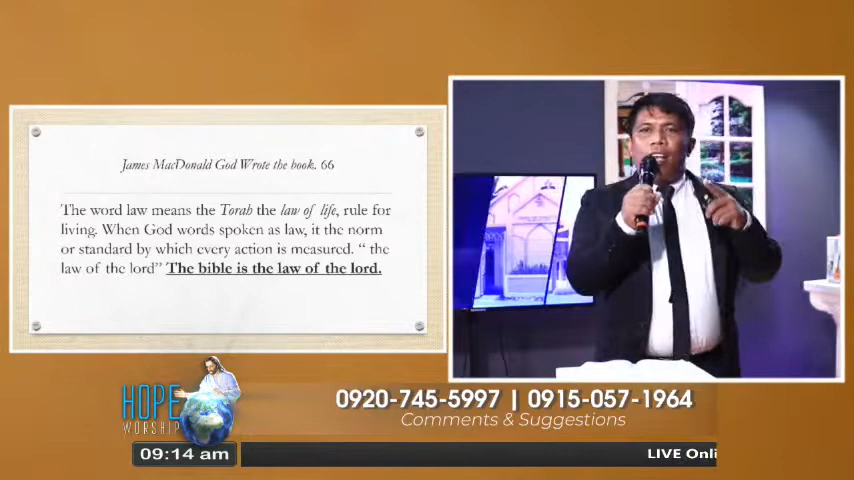 James MacDonald God Wrote the book. 66
The word law means the Torah the law of life, rule for
living. When God words spoken as law, it the norm
or standard by which every action is measured. “ the
law of the lord” The bible is the law of the lord.
HOPE
WORSHIP
0920-745-5997 | 0915-057-1964
Comments & Suggestions
09:14 am
LIVE Onli